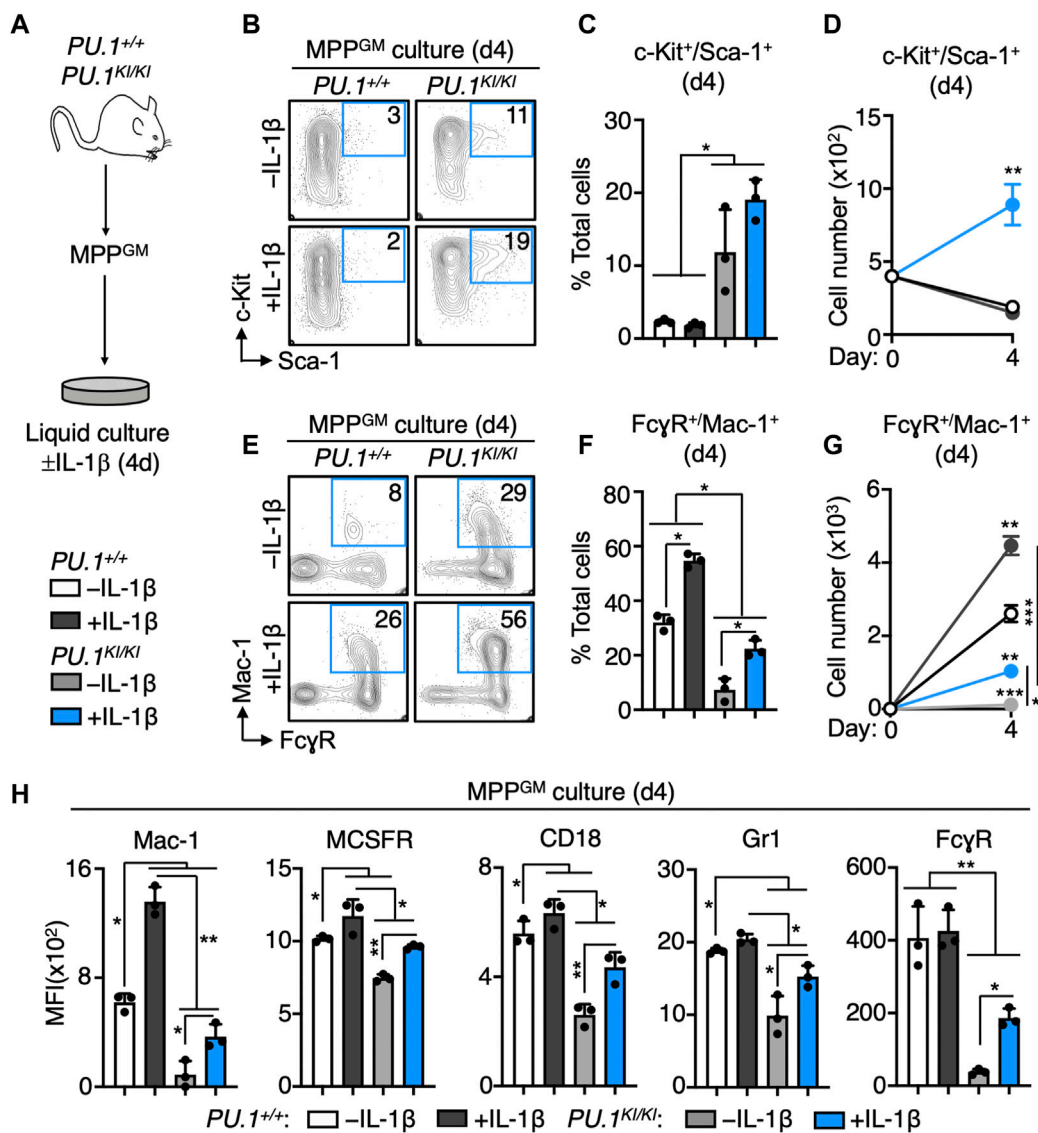 A
PU.1+/+
PU.1KI/KI
MPPGM
Liquid culture
±IL-1β (4d)
PU.1+/+
–IL-1β
+IL-1β
PU.1KI/KI
–IL-1β
+IL-1β
B
MPPGM culture (d4)
PU.1+/+ PU.1KI/KI
–IL-1β
3 11
+IL-1β
2 19
c-Kit
Sca-1
C
c-Kit+/Sca-1+
(d4)
% Total cells
30
20
10
0
*
D
c-Kit+/Sca-1+
(d4)
Cell number (x102)
15
10
5
0
**
Day: 0 4
E
MPPGM culture (d4)
PU.1+/+ PU.1KI/KI
–IL-1β
8 29
+IL-1β
26 56
Mac-1
FcɣR
F
FcɣR+/Mac-1+
(d4)
% Total cells
80
60
40
20
0
*
*
*
G
FcɣR+/Mac-1+
(d4)
Cell number (x103)
6
4
2
0
**
**
***
***
*
Day: 0 4
H
MPPGM culture (d4)
Mac-1
MFI(x102)
16
8
0
*
**
*
MCSFR
15
10
5
0
*
*
**
CD18
8
4
0
*
*
**
Gr1
30
20
10
0
*
*
*
FcɣR
600
400
200
0
**
*
PU.1+/+: –IL-1β +IL-1β PU.1KI/KI: –IL-1β +IL-1β